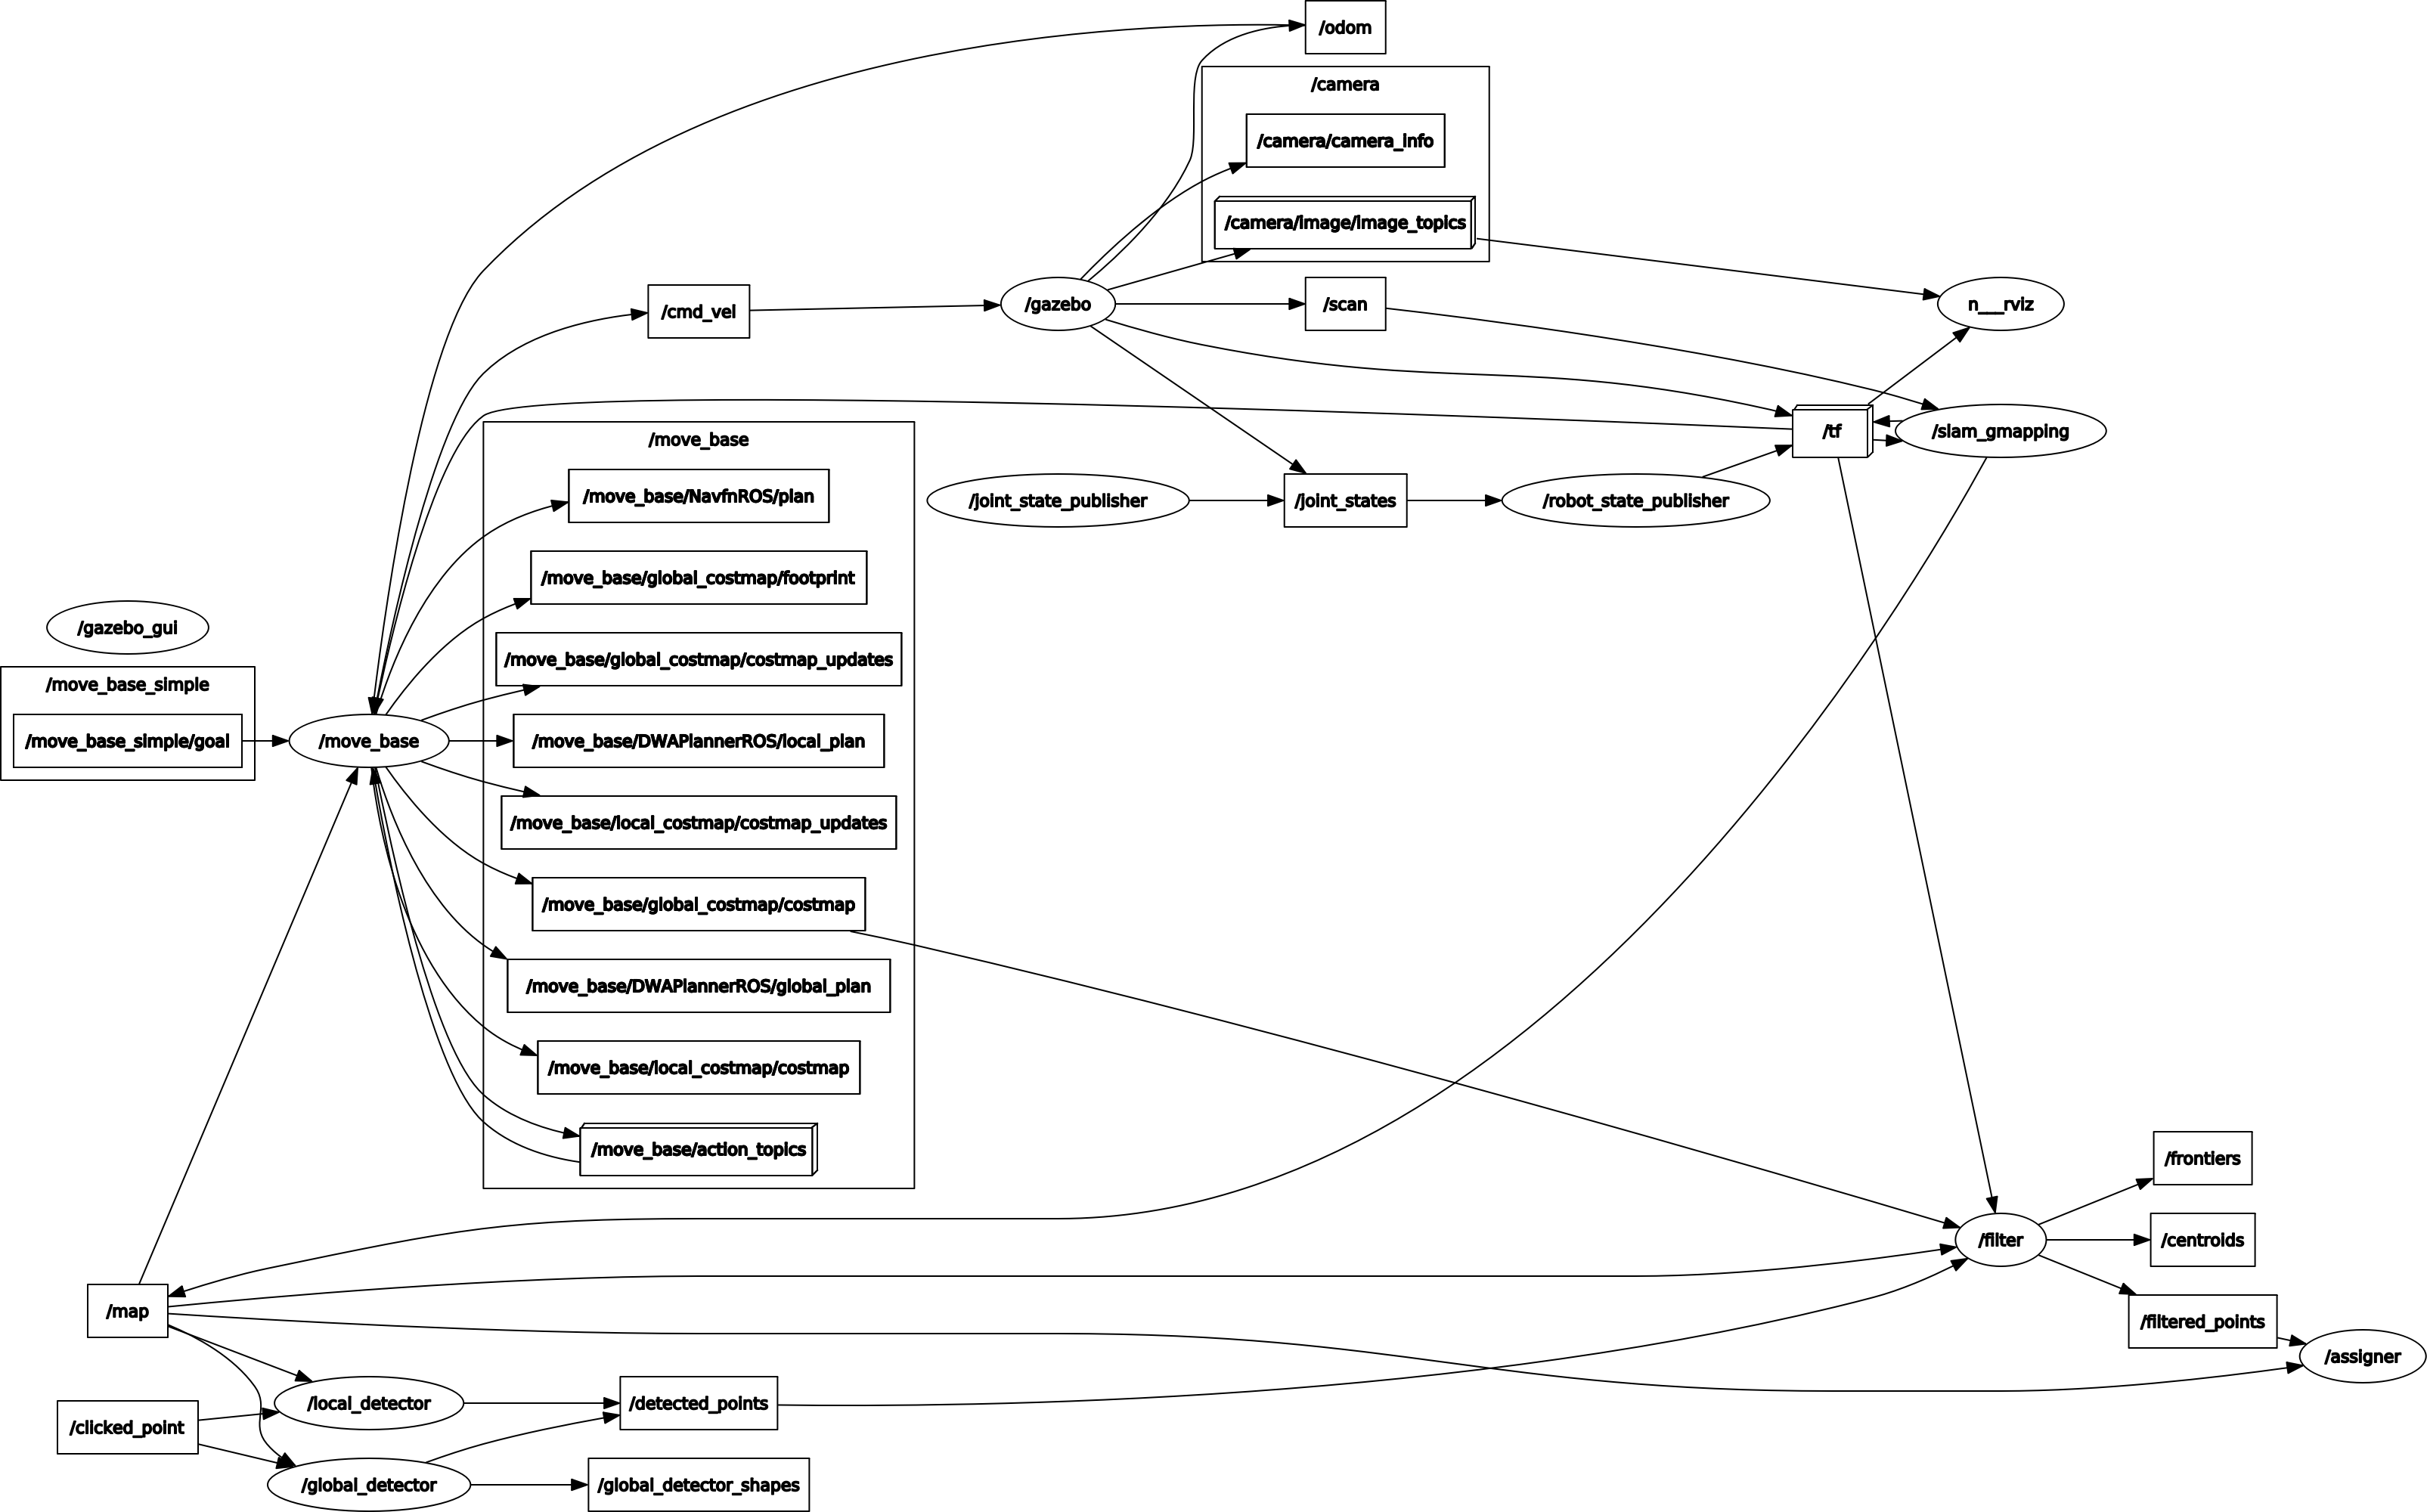 /odom
/camera
/camera/camera_info
/camera/image/image_topics
/cmd_vel
/gazebo
/scan
n___rviz
/move_base
/tf
/slam_gmapping
/move_base/NavfnROS/plan
/joint_state_publisher
/joint_states
/robot_state_publisher
/move_base/global_costmap/footprint
/gazebo_gui
/move_base/global_costmap/costmap_updates
/move_base_simple
/move_base_simple/goal
/move_base
/move_base/DWAPlannerROS/local_plan
/move_base/local_costmap/costmap_updates
/move_base/global_costmap/costmap
/move_base/DWAPlannerROS/global_plan
/move_base/local_costmap/costmap
/move_base/action_topics
/frontiers
/filter
/centroids
/map
/filtered_points
/assigner
/local_detector
/detected_points
/clicked_point
/global_detector
/global_detector_shapes